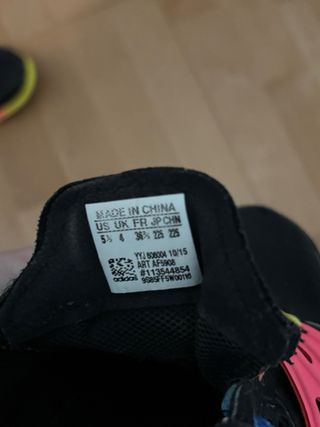 MADE IN CHINA
US UK FR JP CHN
5½ 4 36⅔ 225 225
YYJ 606004 10/15
ART AF5908
#113544854
adidas 9S85FF5W00116